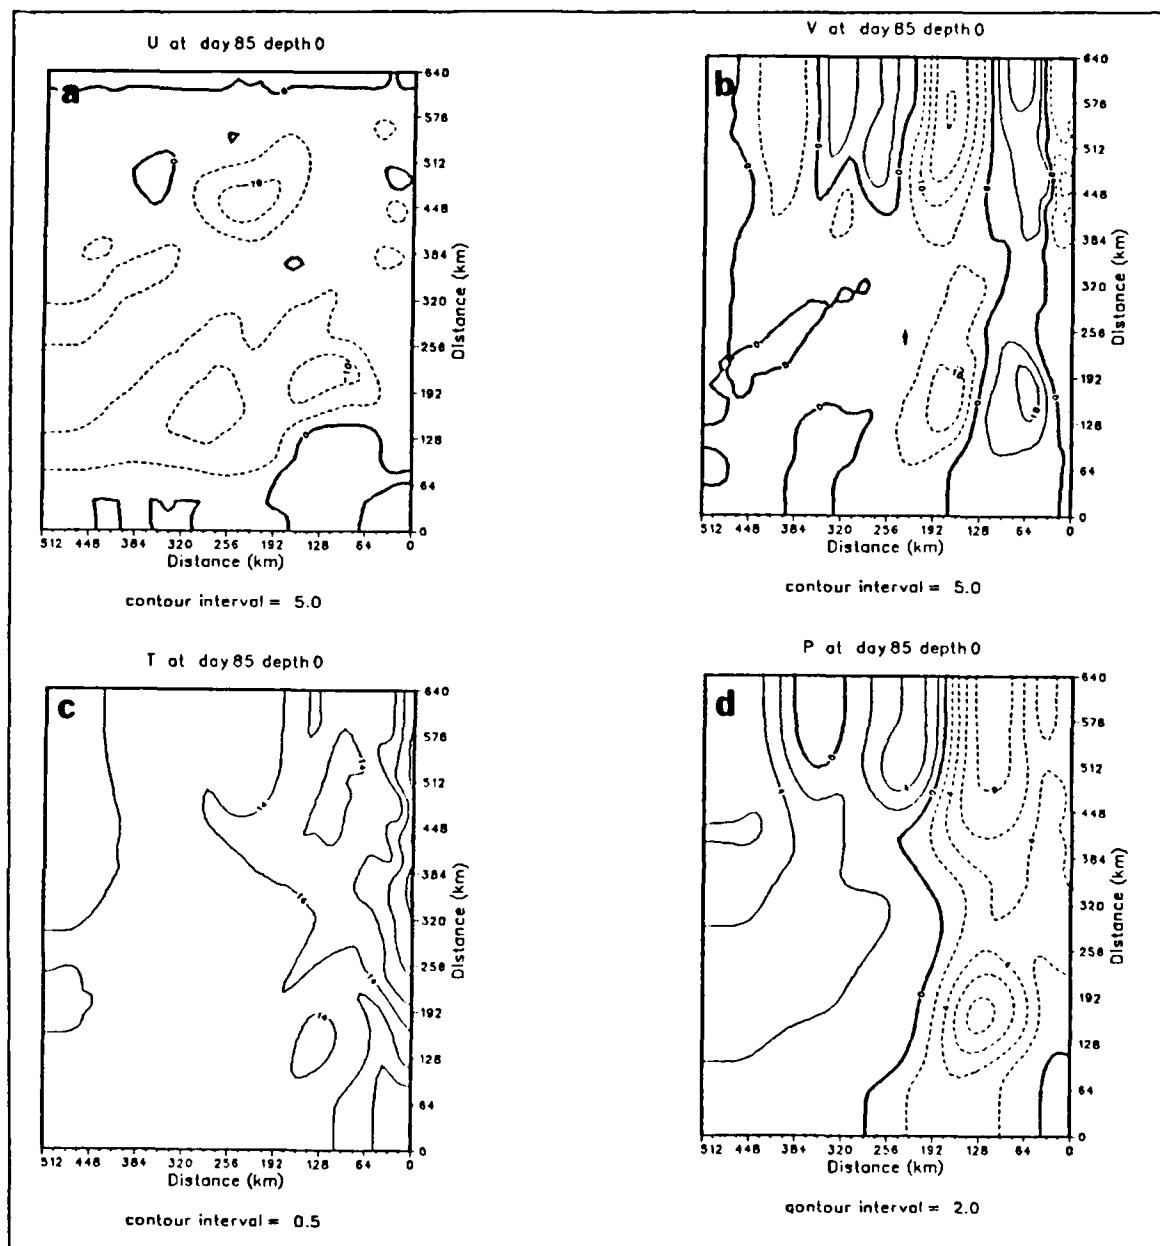 U at day 85 depth 0
a
640
576
512
448
384
320
256
192
128
64
0
Distance (km)
512 448 384 320 256 192 128 64 0
Distance (km)
contour interval = 5.0
V at day 85 depth 0
b
640
576
512
448
384
320
256
192
128
64
0
Distance (km)
512 448 384 320 256 192 128 64 0
Distance (km)
contour interval = 5.0
T at day 85 depth 0
c
640
576
512
448
384
320
256
192
128
64
0
Distance (km)
512 448 384 320 256 192 128 64 0
Distance (km)
contour interval = 0.5
P at day 85 depth 0
d
640
576
512
448
384
320
256
192
128
64
0
Distance (km)
512 448 384 320 256 192 128 64 0
Distance (km)
qontour interval = 2.0